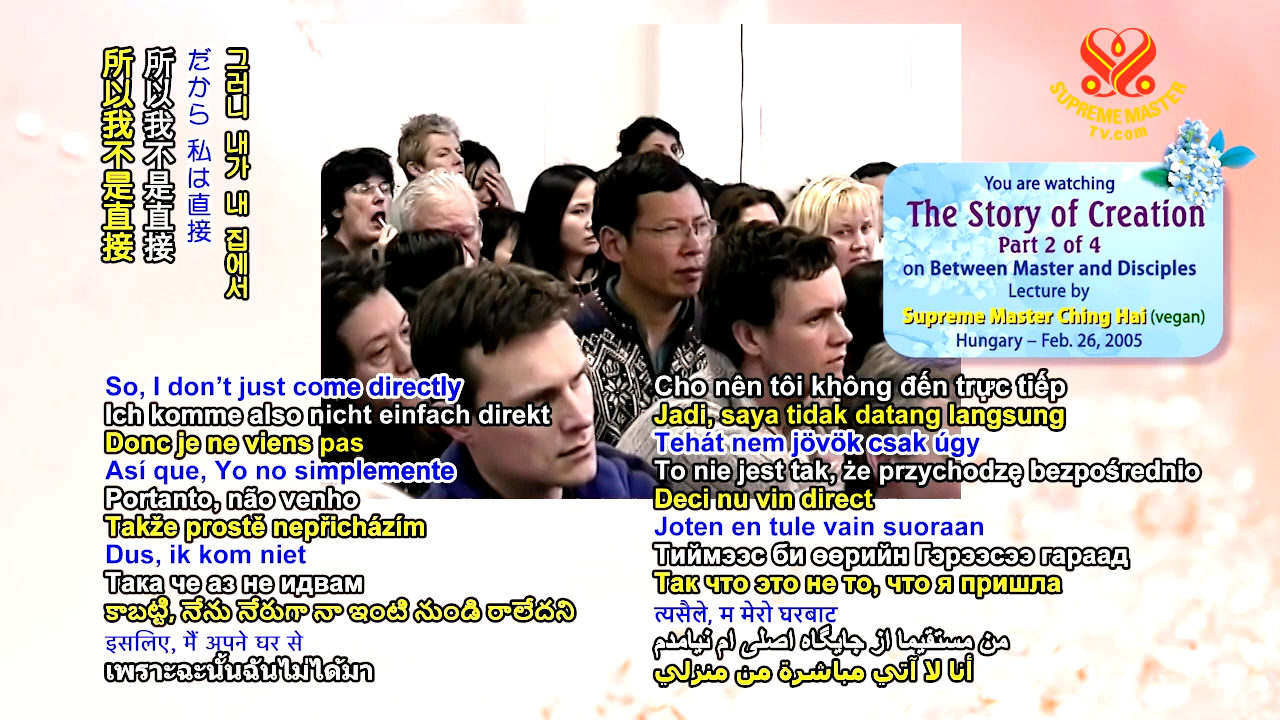 所以我不是直接
所以我不是直接
だから 私は直接
그러니 내가 내 집에서
SUPREME MASTER
TV.com
You are watching
The Story of Creation
Part 2 of 4
on Between Master and Disciples
Lecture by
Supreme Master Ching Hai (vegan)
Hungary – Feb. 26, 2005
So, I don’t just come directly
Ich komme also nicht einfach direkt
Donc je ne viens pas
Así que, Yo no simplemente
Portanto, não venho
Takže prostě nepřicházím
Dus, ik kom niet
Така че аз не идвам
కాబట్టి, నేను నేరుగా నా ఇంటి నుండి రాలేదని
इसलिए, मैं अपने घर से
เพราะฉะนั้นฉันไม่ได้มา
Cho nên tôi không đến trực tiếp
Jadi, saya tidak datang langsung
Tehát nem jövök csak úgy
To nie jest tak, że przychodzę bezpośrednio
Deci nu vin direct
Joten en tule vain suoraan
Тиймээс би өөрийн Гэрээсээ гараад
Так что это не то, что я пришла
त्यसैले, म मेरो घरबाट
من مستقیما از جایگاه اصلی ام نیامدم
أنا لا آتي مباشرة من منزلي